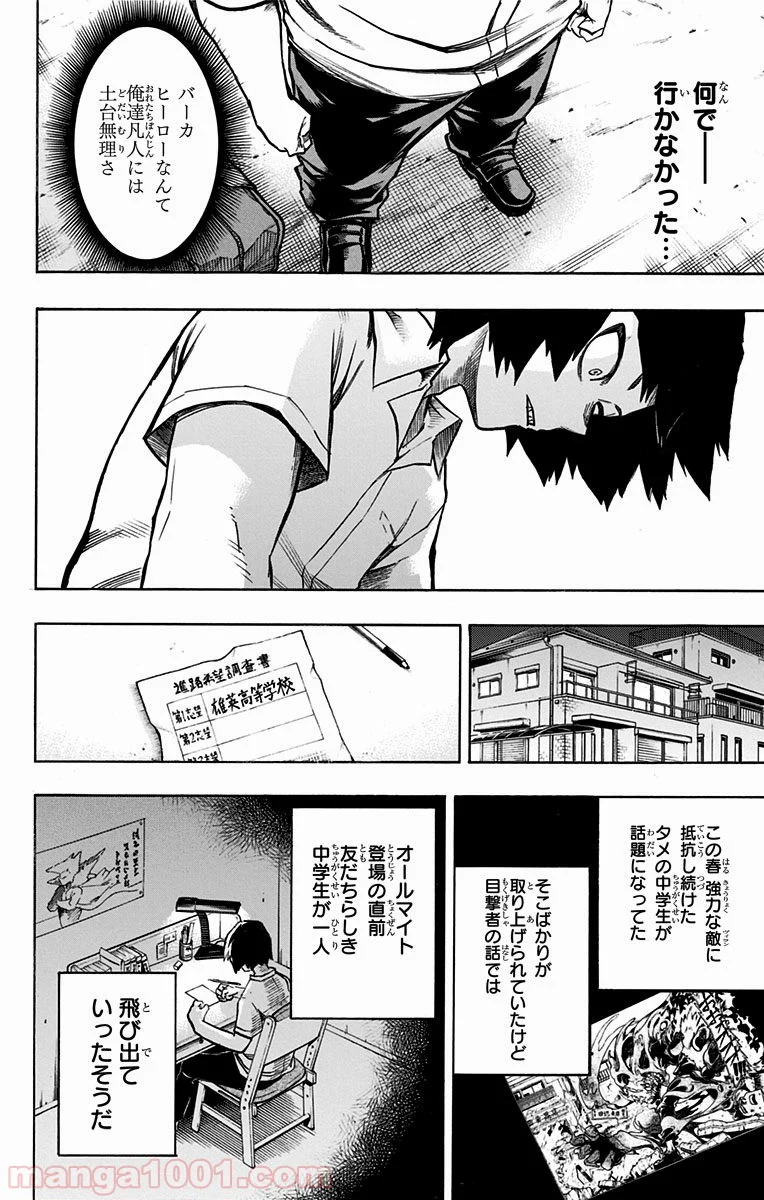 何で──
行かなかった…
バーカ
ヒーローなんて
俺達凡人には
土台無理さ
進路希望調査書
第1志望
雄英高等学校
第2志望
この春 強力な敵に
抵抗し続けた
タメの中学生が
話題になってた
そこばかりが
取り上げられていたけど
目撃者の話では
オールマイト
登場の直前
友だちらしき
中学生が一人
飛び出て
いったそうだ
manga1001.com